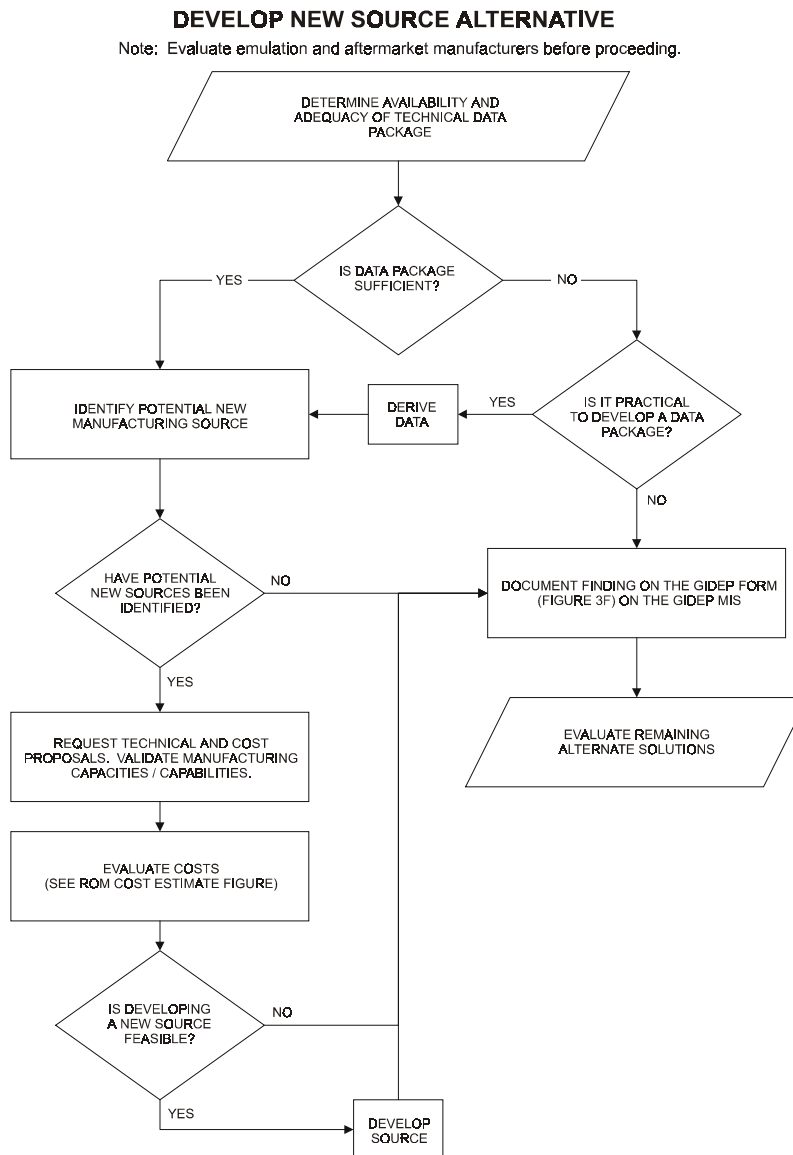 DEVELOP NEW SOURCE ALTERNATIVE
Note: Evaluate emulation and aftermarket manufacturers before proceeding.
DETERMINE AVAILABILITY AND
ADEQUACY OF TECHNICAL DATA
PACKAGE
IS DATA PACKAGE
SUFFICIENT?
YES
NO
IDENTIFY POTENTIAL NEW
MANUFACTURING SOURCE
DERIVE
DATA
YES
IS IT PRACTICAL
TO DEVELOP A DATA
PACKAGE?
NO
HAVE POTENTIAL
NEW SOURCES BEEN
IDENTIFIED?
NO
DOCUMENT FINDING ON THE GIDEP FORM
(FIGURE 3F) ON THE GIDEP MIS
YES
REQUEST TECHNICAL AND COST
PROPOSALS. VALIDATE MANUFACTURING
CAPACITIES / CAPABILITIES.
EVALUATE REMAINING
ALTERNATE SOLUTIONS
EVALUATE COSTS
(SEE ROM COST ESTIMATE FIGURE)
IS DEVELOPING
A NEW SOURCE
FEASIBLE?
NO
YES
DEVELOP
SOURCE